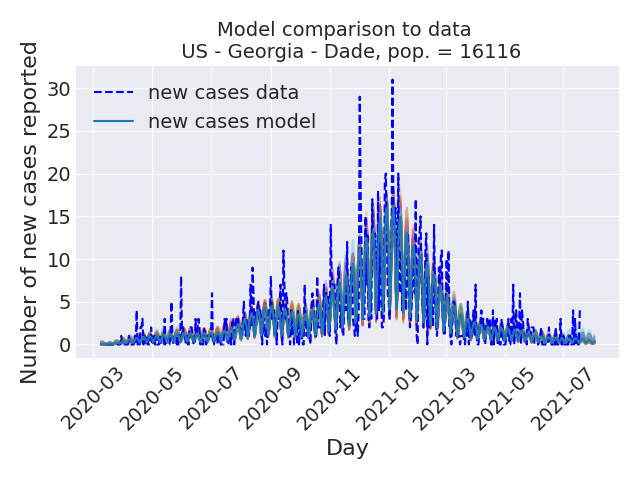 Model comparison to data
US - Georgia - Dade, pop. = 16116
Number of new cases reported
30
25
20
15
10
5
0
new cases data
new cases model
2020-03
2020-05
2020-07
2020-09
2020-11
2021-01
2021-03
2021-05
2021-07
Day